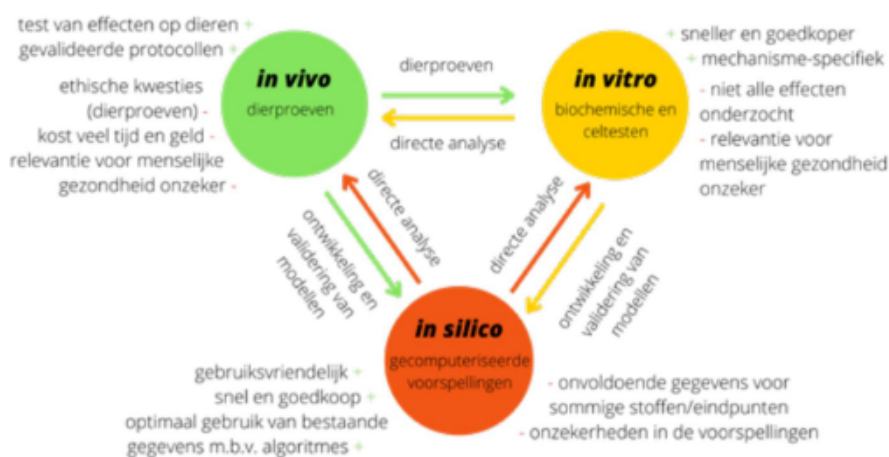 test van effecten op dieren +
gevalideerde protocollen +
ethische kwesties
(dierproeven) -
kost veel tijd en geld -
relevantie voor menselijke
gezondheid onzeker -
in vivo
dierproeven
dierproeven
directe analyse
in vitro
biochemische en
celtesten
+ sneller en goedkoper
+ mechanisme-specifiek
- niet alle effecten
onderzocht
- relevantie voor
menselijke gezondheid
onzeker
ontwikkeling en
validering van
modellen
directe analyse
directe analyse
ontwikkeling en
validering van
modellen
in silico
gecomputiseerde
voorspellingen
gebruiksvriendelijk +
snel en goedkoop +
optimaal gebruik van bestaande
gegevens m.b.v. algoritmes +
- onvoldoende gegevens voor
sommige stoffen/eindpunten
- onzekerheden in de voorspellingen